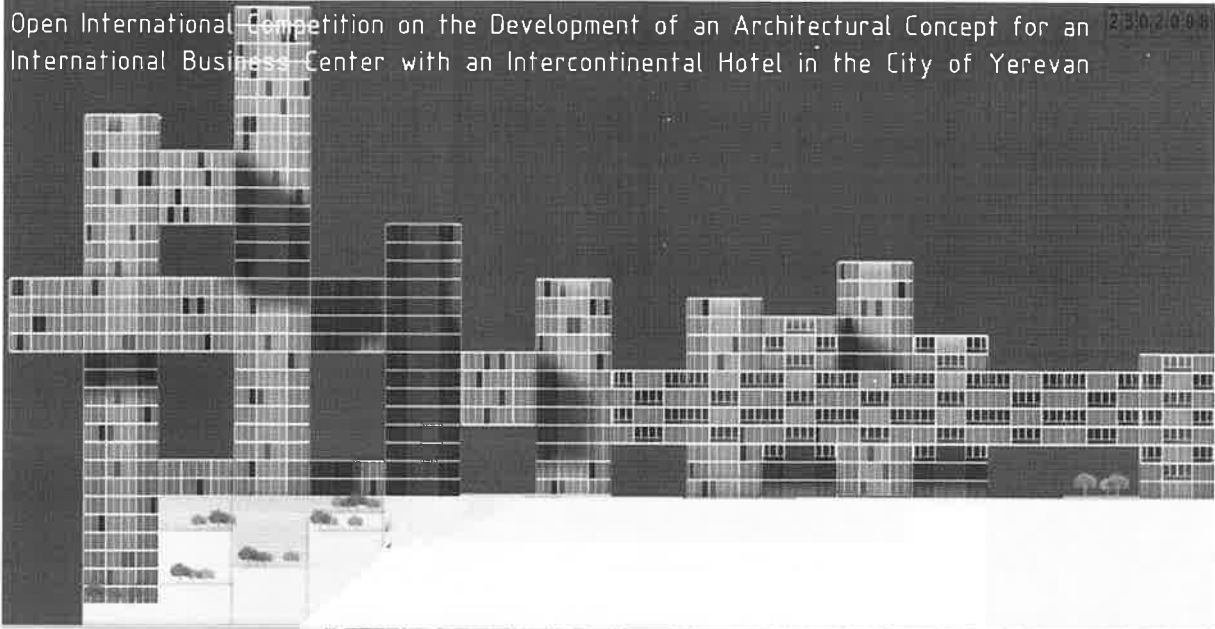 Open International Competition on the Development of an Architectural Concept for an
International Business Center with an Intercontinental Hotel in the City of Yerevan
23022008